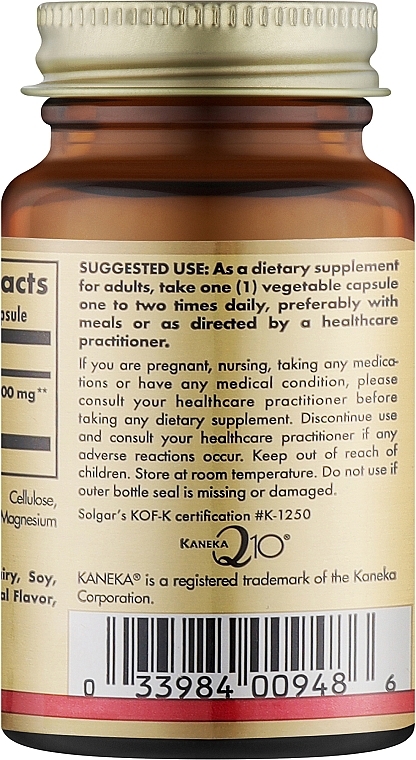 acts
psule
00 mg**
Cellulose,
Magnesium
iry, Soy,
al Flavor,
SUGGESTED USE: As a dietary supplement
for adults, take one (1) vegetable capsule
one to two times daily, preferably with
meals or as directed by a healthcare
practitioner.
If you are pregnant, nursing, taking any medica-
tions or have any medical condition, please
consult your healthcare practitioner before
taking any dietary supplement. Discontinue use
and consult your healthcare practitioner if any
adverse reactions occur. Keep out of reach of
children. Store at room temperature. Do not use if
outer bottle seal is missing or damaged.
Solgar's KOF-K certification #K-1250
KANEKA Q10®
KANEKA® is a registered trademark of the Kaneka
Corporation.
0 33984 00948 6